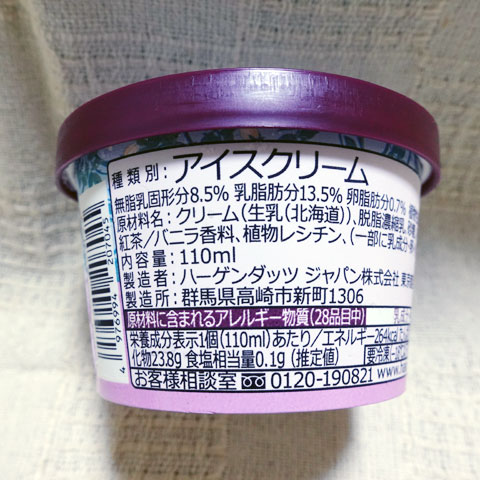 種類別:アイスクリーム
無脂乳固形分8.5% 乳脂肪分13.5% 卵脂肪分0.7%
原材料名:クリーム(生乳(北海道))、脱脂濃縮乳、
紅茶/バニラ香料、植物レシチン、(一部に乳成分・
内容量:110ml
製造者:ハーゲンダッツ ジャパン株式会社 東京
製造所:群馬県高崎市新町1306
原材料に含まれるアレルギー物質(28品目中)
栄養成分表示1個(110ml)あたり/エネルギー264kcal
化物23.8g 食塩相当量0.1g(推定値)
お客様相談室 0120-190821
4 976994 207045